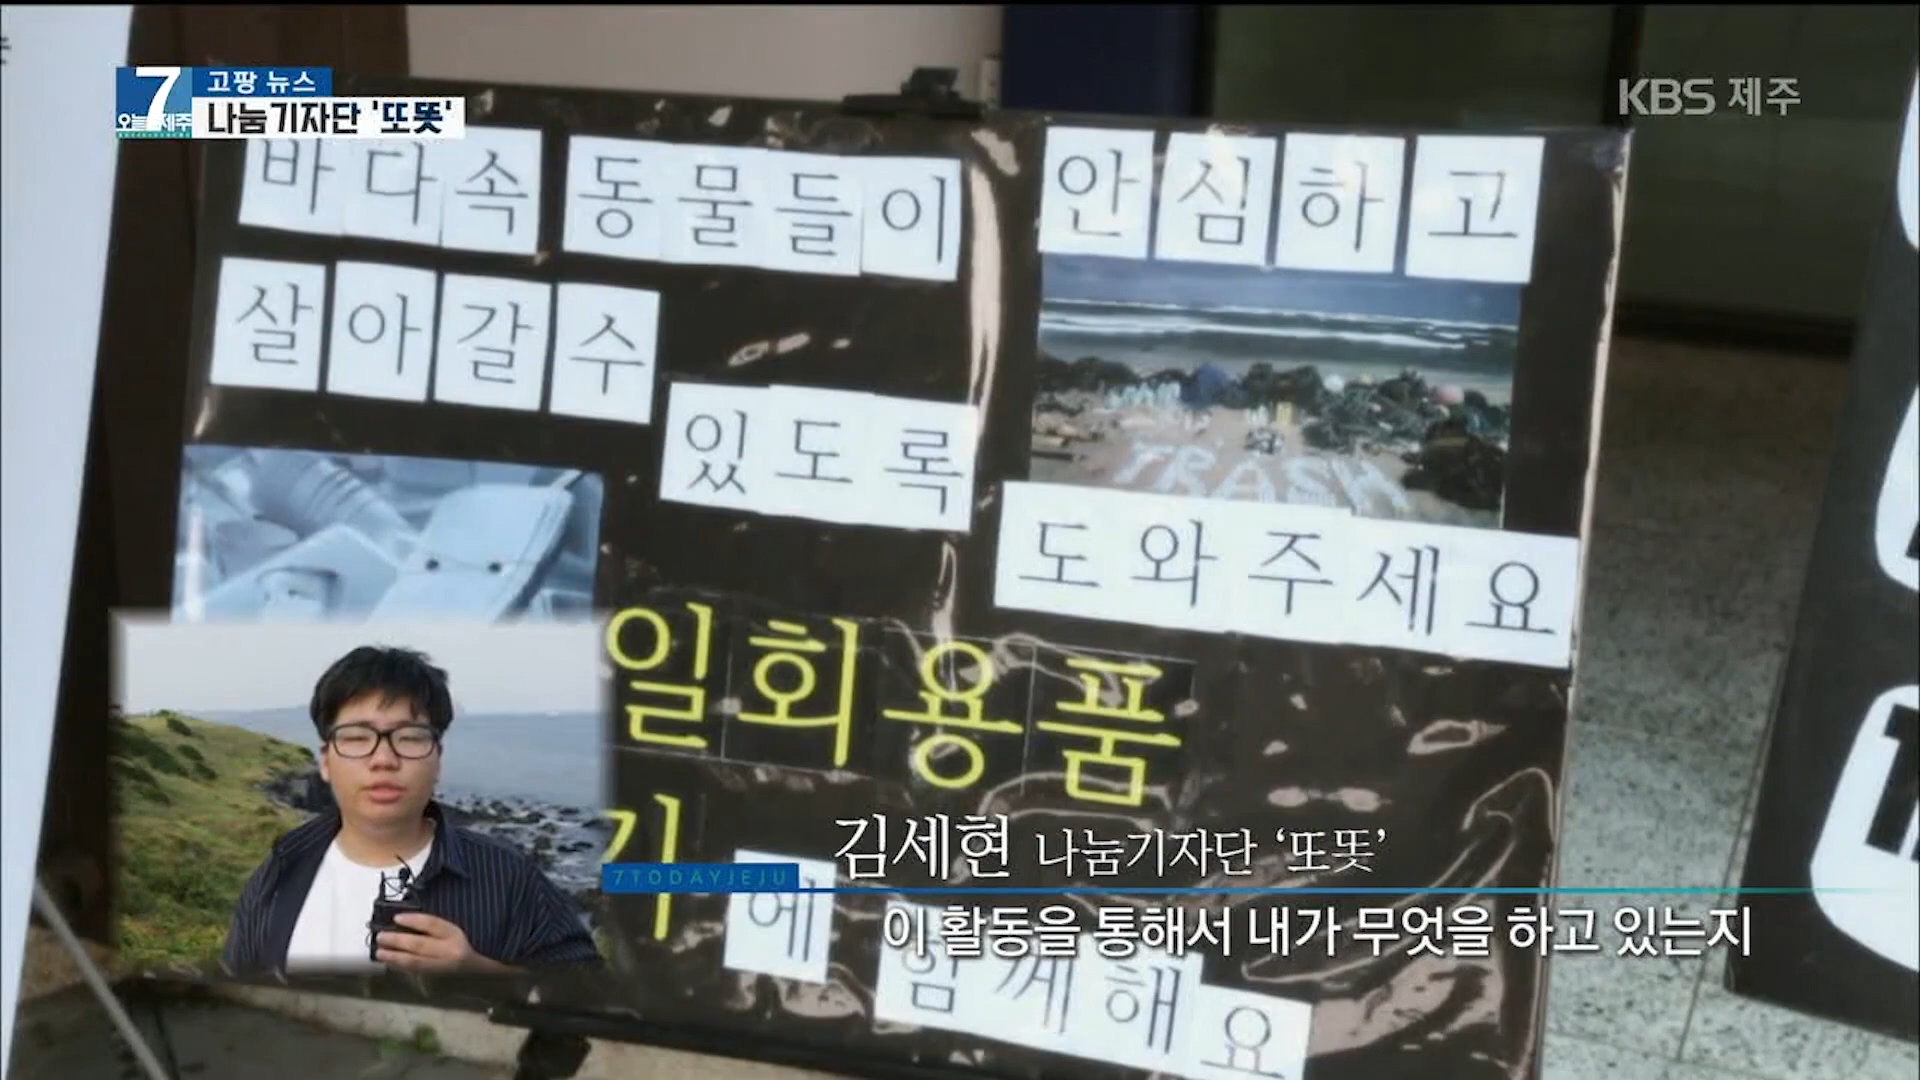 7
오늘 제주
고팡 뉴스
나눔기자단 '또똣'
KBS 제주
바다속 동물들이 안심하고
살아갈수
있도록
TRASH
도와주세요
일회용품
기
에 함께해요
김세현 나눔기자단 ‘또똣’
7TODAYJEJU
이 활동을 통해서 내가 무엇을 하고 있는지